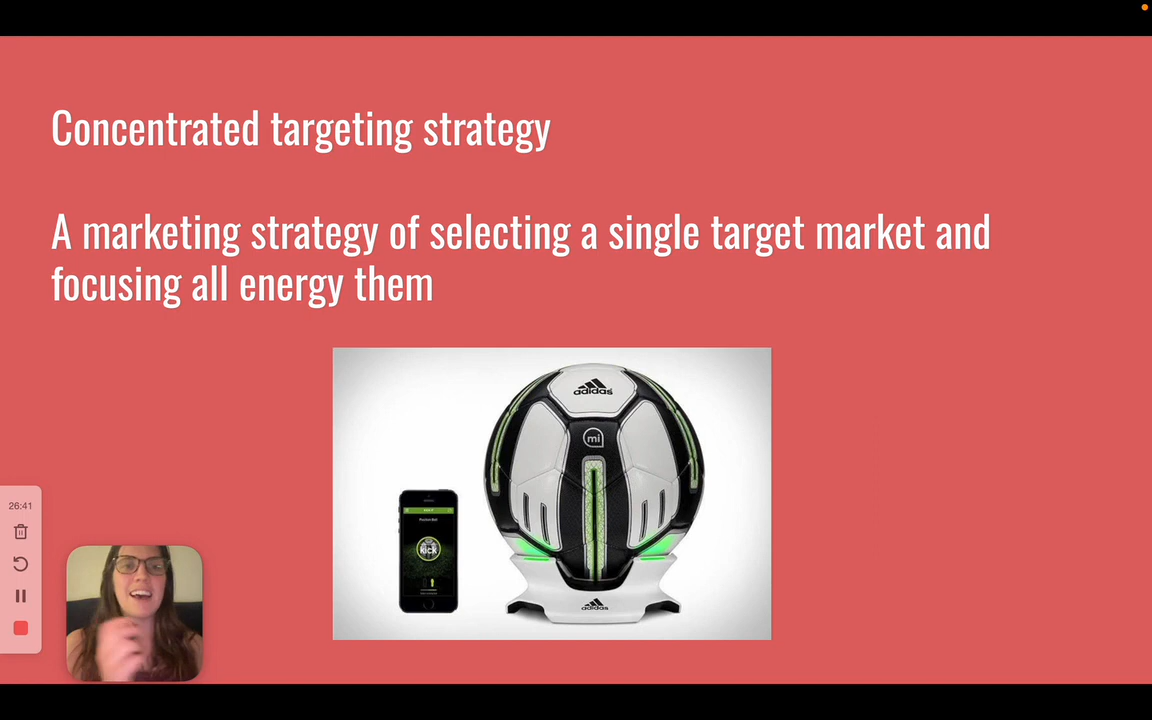 Concentrated targeting strategy
A marketing strategy of selecting a single target market and
focusing all energy them
adidas
mi
kick
adidas
26:41